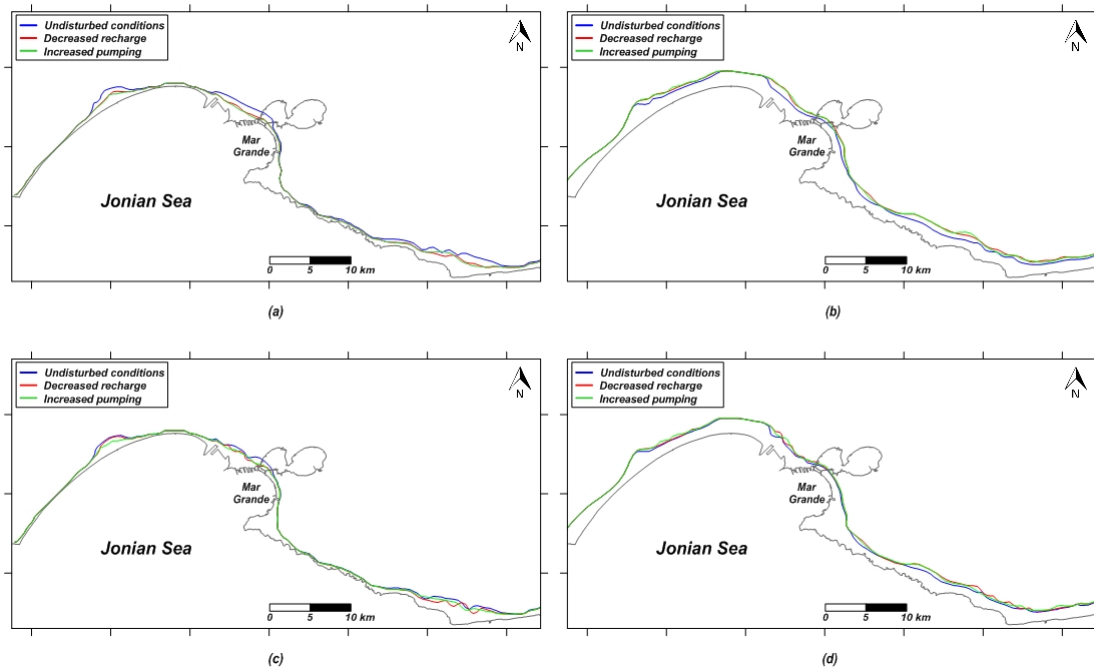 Undisturbed conditions
Decreased recharge
Increased pumping
N
Mar
Grande
Jonian Sea
0 5 10 km
(a)
Undisturbed conditions
Decreased recharge
Increased pumping
N
Mar
Grande
Jonian Sea
0 5 10 km
(b)
Undisturbed conditions
Decreased recharge
Increased pumping
N
Mar
Grande
Jonian Sea
0 5 10 km
(c)
Undisturbed conditions
Decreased recharge
Increased pumping
N
Mar
Grande
Jonian Sea
0 5 10 km
(d)